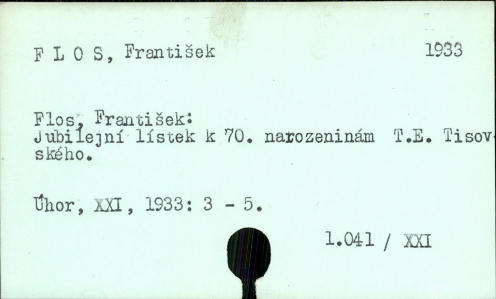 F L O S, František 1933
Flos, František:
Jubilejní lístek k 70. narozeninám T.E. Tisov-
ského.
Úhor, XXI, 1933: 3 - 5.
1.041 / XXI